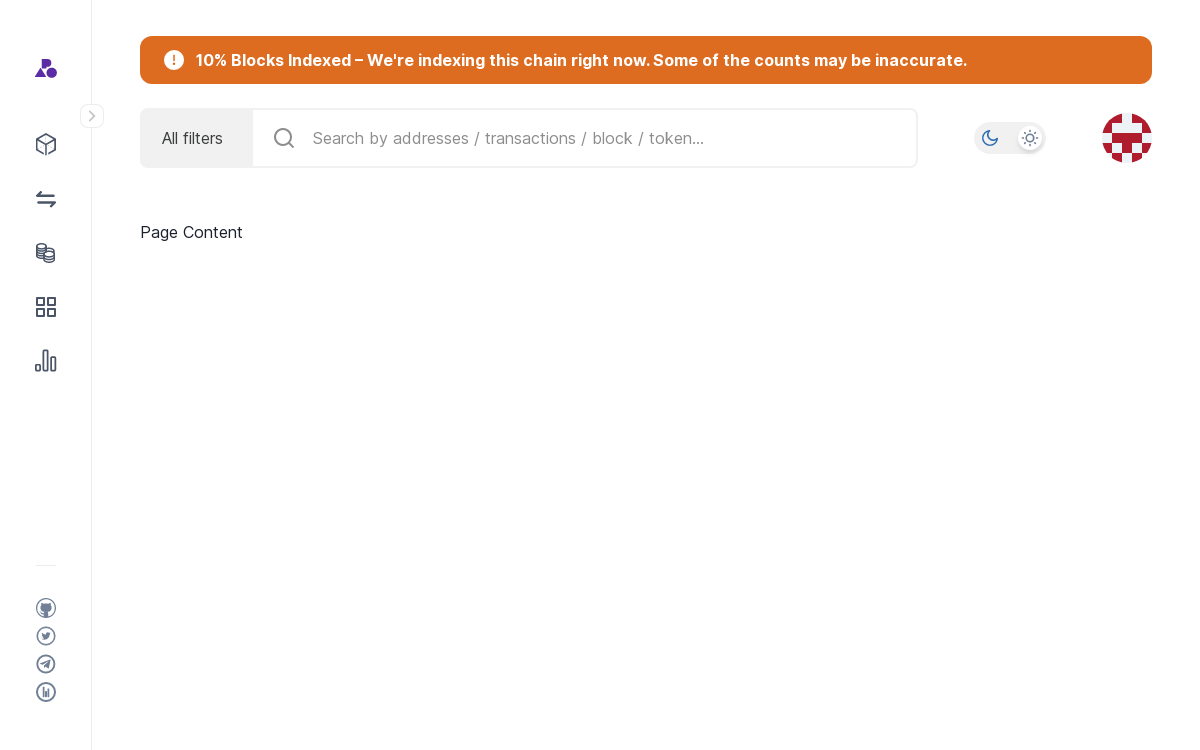 10% Blocks Indexed – We're indexing this chain right now. Some of the counts may be inaccurate.
All filters
Search by addresses / transactions / block / token...
Page Content